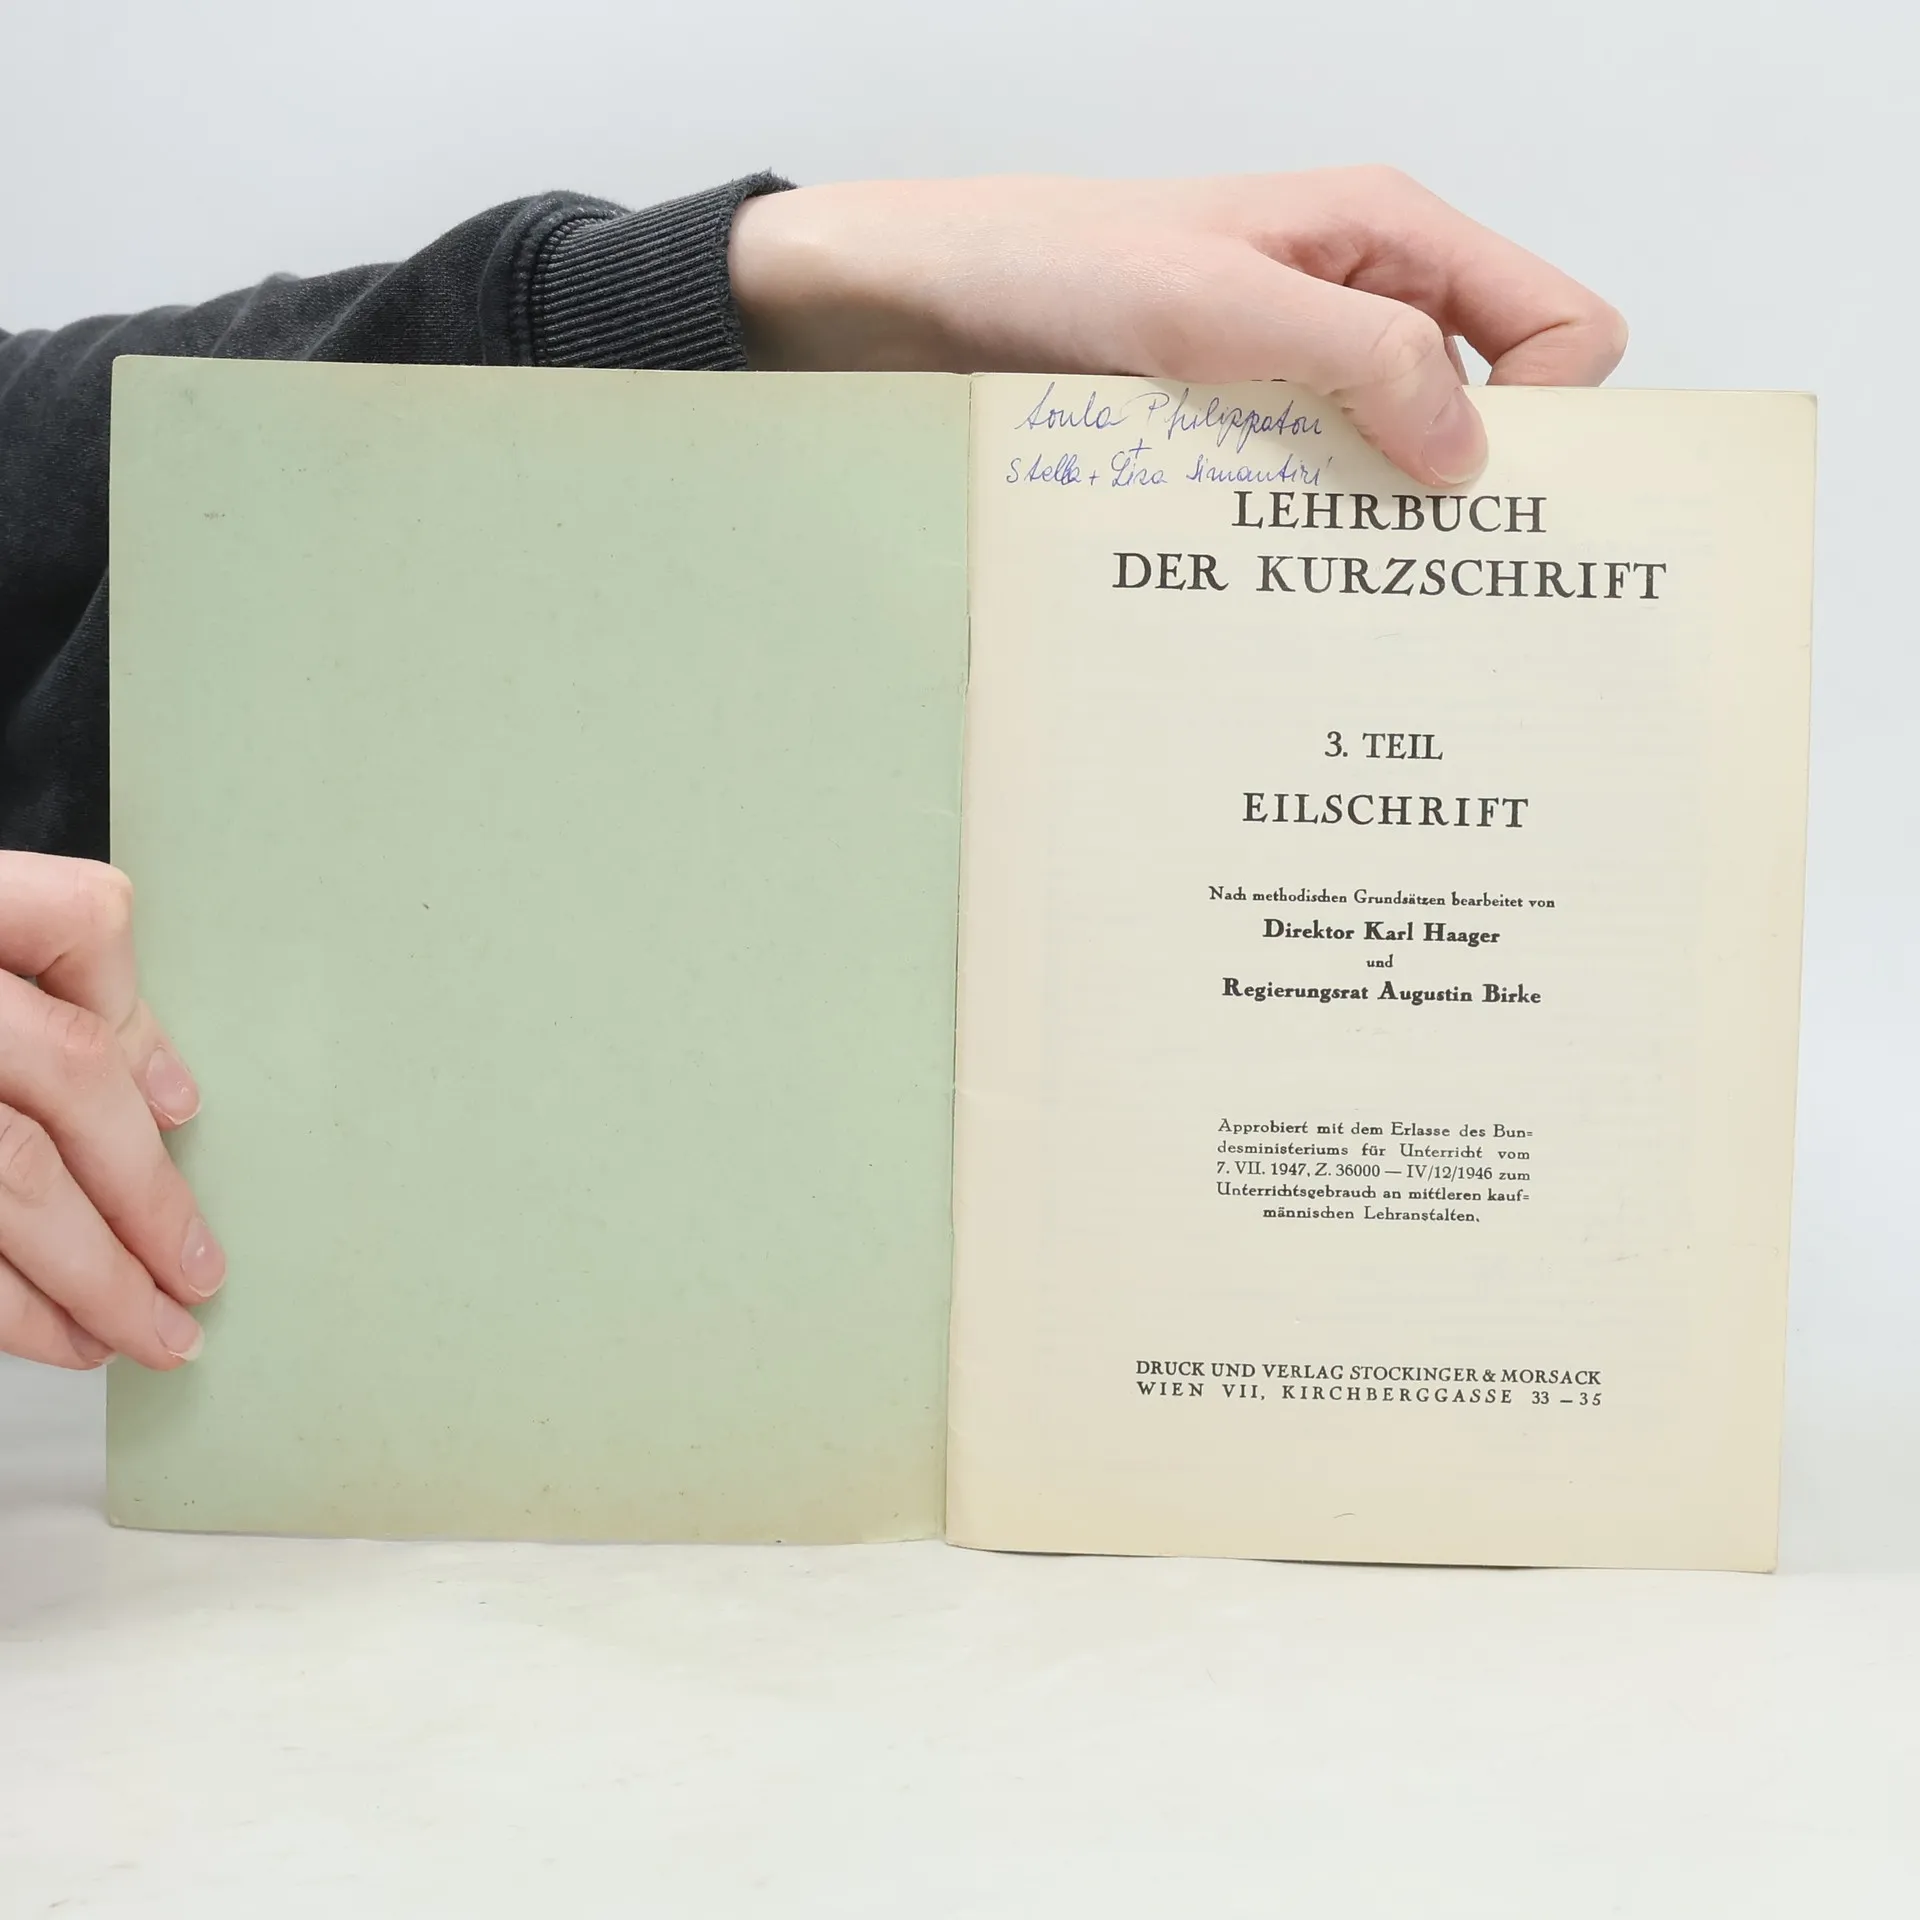 Soula Philippatou
+
Stella + Lisa Simantiri
LEHRBUCH
DER KURZSCHRIFT
3. TEIL
EILSCHRIFT
Nach methodischen Grundsätzen bearbeitet von
Direktor Karl Haager
und
Regierungsrat Augustin Birke
Approbiert mit dem Erlasse des Bun=
desministeriums für Unterricht vom
7. VII. 1947, Z. 36000 — IV/12/1946 zum
Unterrichtsgebrauch an mittleren kauf=
männischen Lehranstalten.
DRUCK UND VERLAG STOCKINGER & MORSACK
WIEN VII, KIRCHBERGGASSE 33 – 35